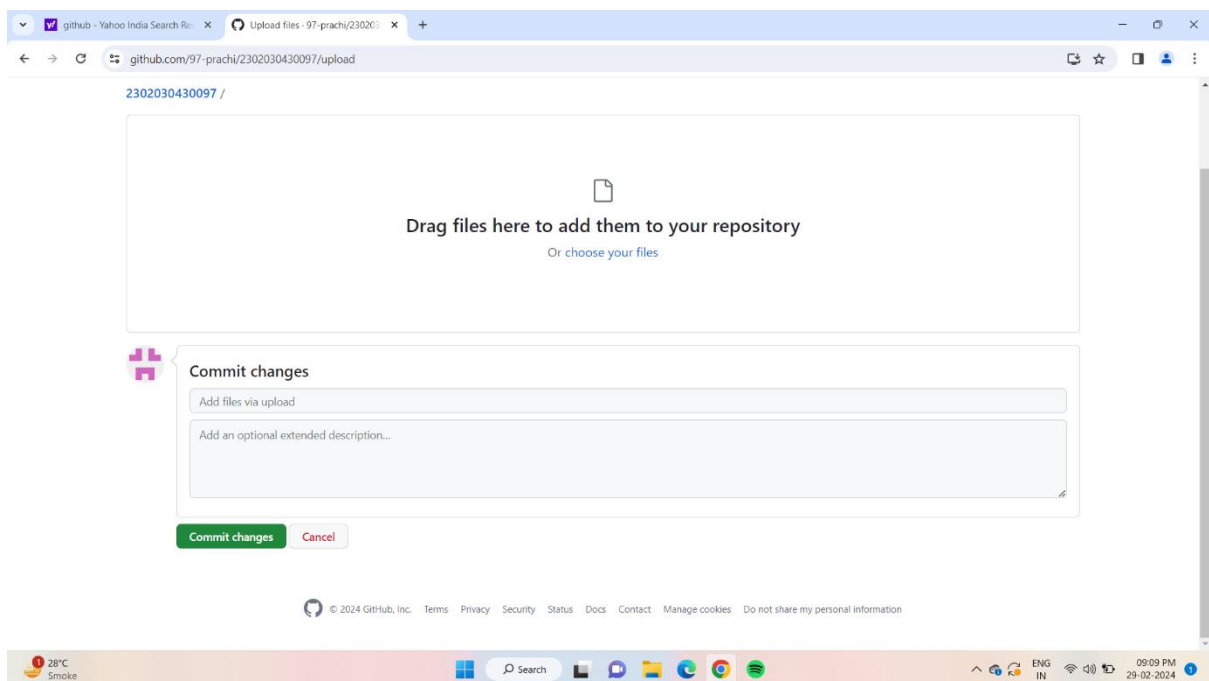 github - Yahoo India Search Re
Upload files · 97-prachi/230203
github.com/97-prachi/2302030430097/upload
2302030430097 /
Drag files here to add them to your repository
Or choose your files
Commit changes
Add files via upload
Add an optional extended description...
Commit changes Cancel
© 2024 GitHub, Inc. Terms Privacy Security Status Docs Contact Manage cookies Do not share my personal information
1
28°C
Smoke
Search
ENG
IN
09:09 PM
29-02-2024
1